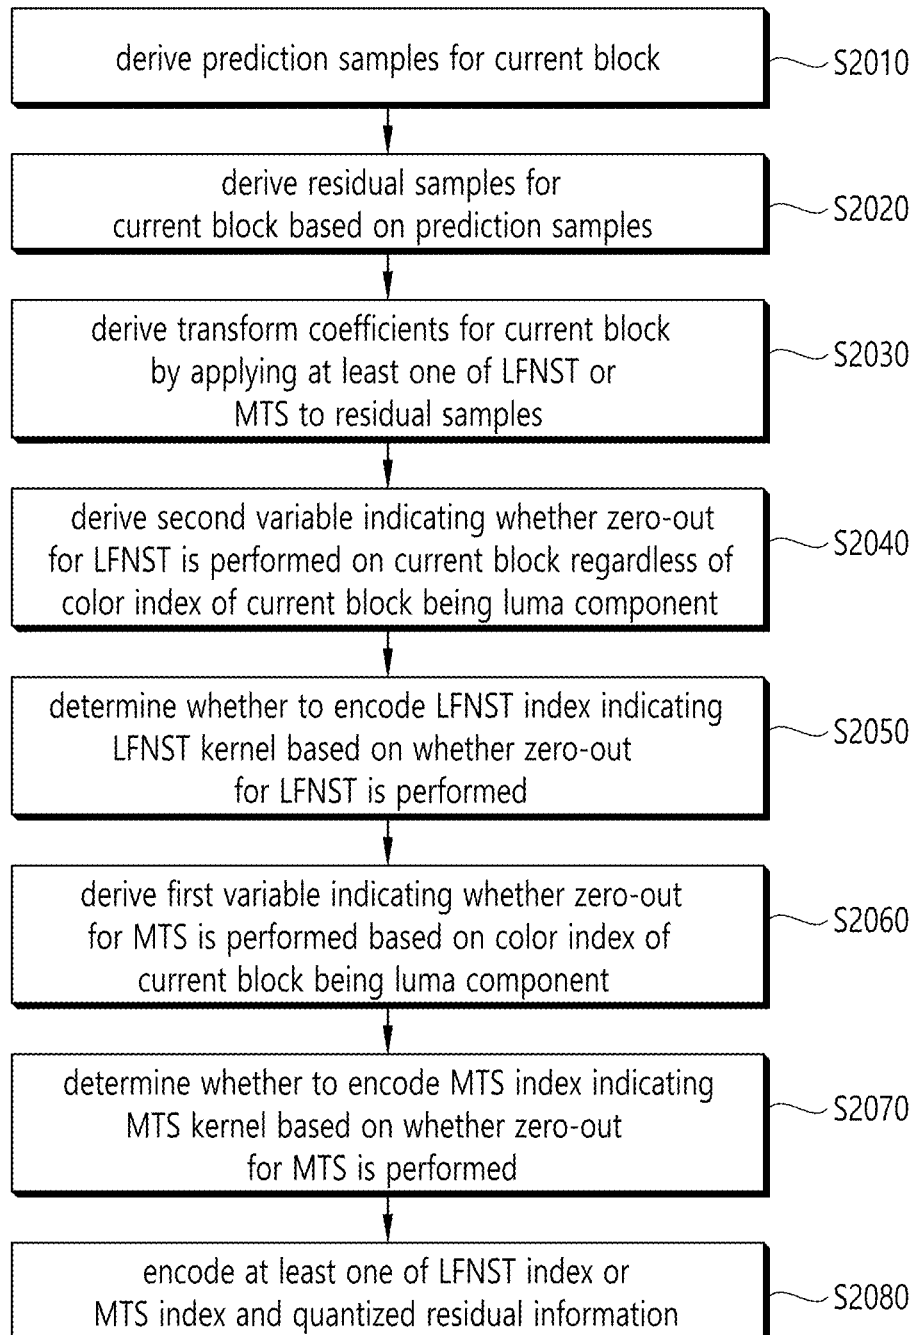 derive prediction samples for current block
S2010
derive residual samples for
current block based on prediction samples
S2020
derive transform coefficients for current block
by applying at least one of LFNST or
MTS to residual samples
S2030
derive second variable indicating whether zero-out
for LFNST is performed on current block regardless of
color index of current block being luma component
S2040
determine whether to encode LFNST index indicating
LFNST kernel based on whether zero-out
for LFNST is performed
S2050
derive first variable indicating whether zero-out
for MTS is performed based on color index of
current block being luma component
S2060
determine whether to encode MTS index indicating
MTS kernel based on whether zero-out
for MTS is performed
S2070
encode at least one of LFNST index or
MTS index and quantized residual information
S2080